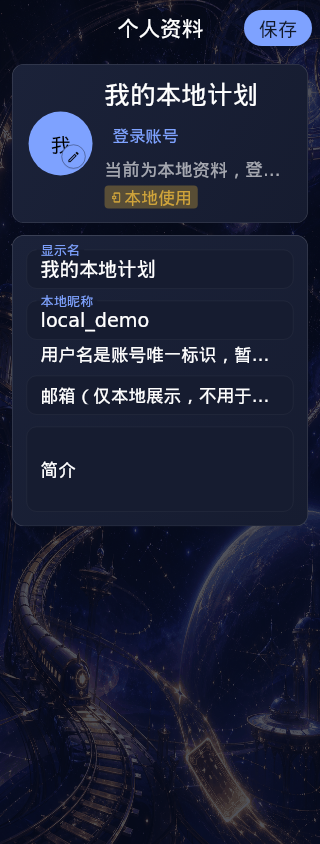 个人资料
保存
我的本地计划
我
登录账号
当前为本地资料，登...
本地使用
显示名
我的本地计划
本地昵称
local_demo
用户名是账号唯一标识，暂...
邮箱（仅本地展示，不用于...
简介